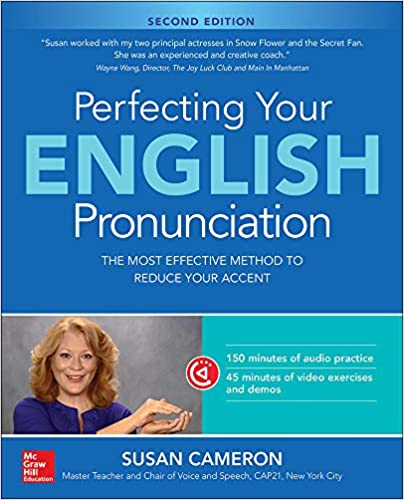 SECOND EDITION
"Susan worked with my two principal actresses in Snow Flower and the Secret Fan.
She was an experienced and creative coach."
Wayne Wang, Director, The Joy Luck Club and Main In Manhattan
Perfecting Your
ENGLISH
Pronunciation
THE MOST EFFECTIVE METHOD TO
REDUCE YOUR ACCENT
150 minutes of audio practice
45 minutes of video exercises
and demos
Mc
Graw
Hill
Education
SUSAN CAMERON
Master Teacher and Chair of Voice and Speech, CAP21, New York City